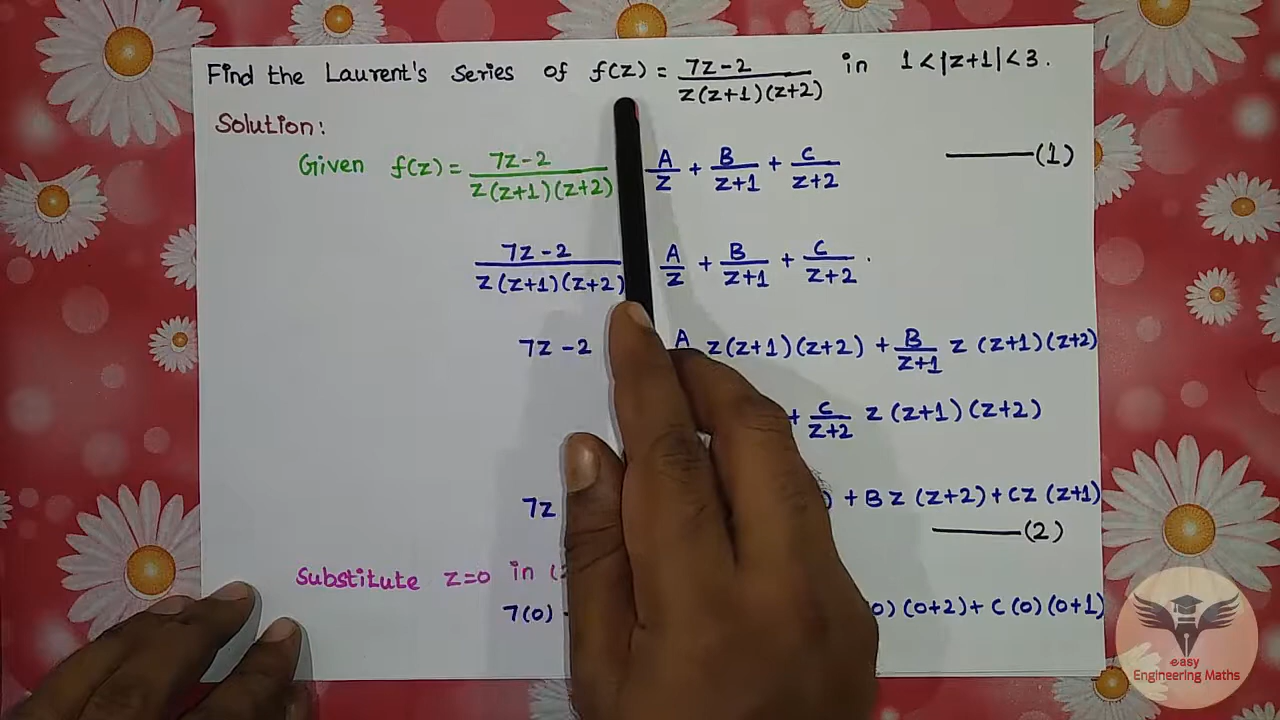 Find the Laurent's Series of f(z) = 7z-2 / z(z+1)(z+2) in 1<|z+1|<3.
Solution:
Given f(z) = 7z-2 / z(z+1)(z+2) A/z + B/z+1 + C/z+2 ——(1)
7z-2 / z(z+1)(z+2) A/z + B/z+1 + C/z+2 .
7z-2 A z(z+1)(z+2) + B/z+1 z(z+1)(z+2)
+ C/z+2 z(z+1)(z+2)
7z ) + Bz(z+2) + Cz(z+1)
——(2)
Substitute z=0 in (
7(0) 0)(0+2) + C(0)(0+1)
easy
Engineering Maths